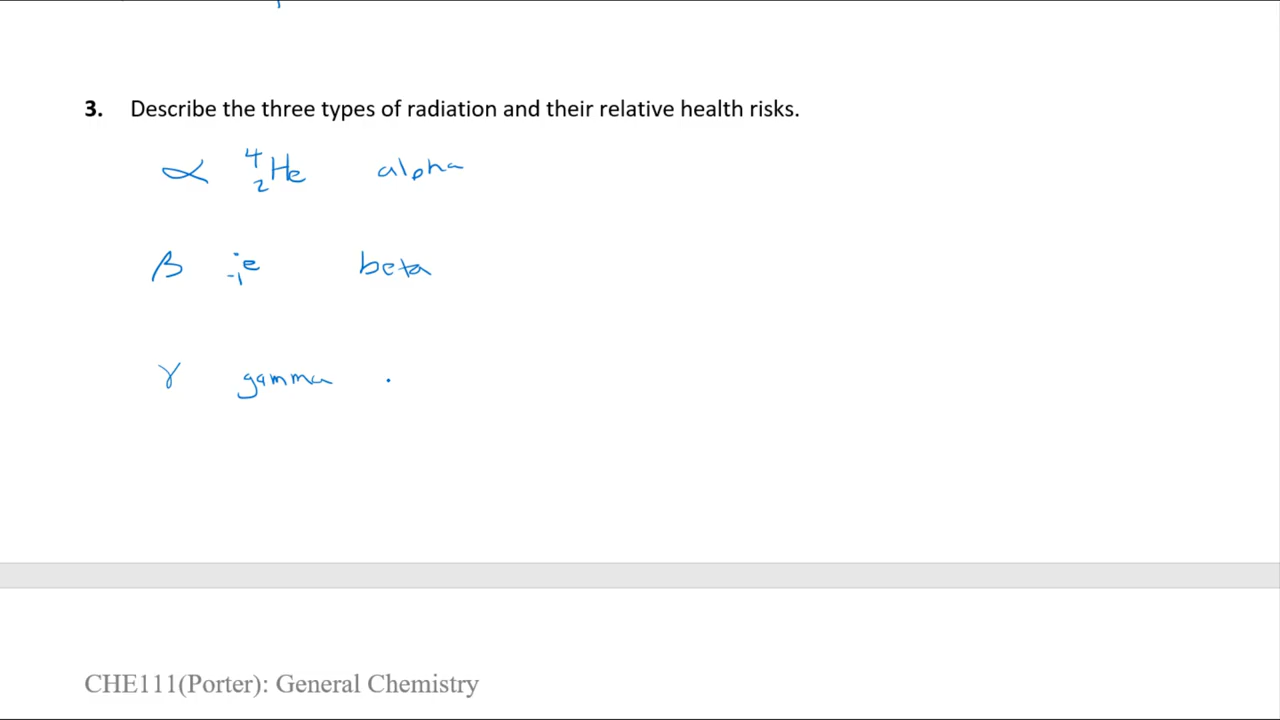 3. Describe the three types of radiation and their relative health risks.
α ⁴₂He alpha
β ₋₁e beta
γ gamma
CHE111(Porter): General Chemistry